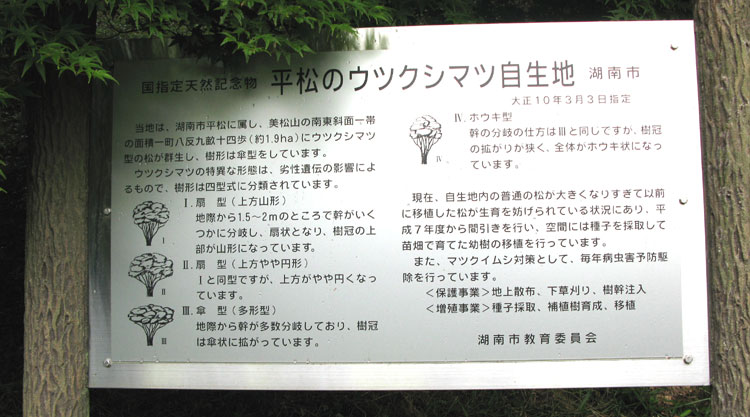 国指定天然記念物 平松のウツクシマツ自生地 湖南市
大正10年3月3日指定
当地は、湖南市平松に属し、美松山の南東斜面一帯
の面積一町八反九畝十四歩(約1.9ha)にウツクシマツ
型の松が群生し、樹形は傘型をしています。
ウツクシマツの特異な形態は、劣性遺伝の影響によ
るもので、樹形は四型式に分類されています。
Ⅰ. 扇 型(上方山形)
地際から1.5~2mのところで幹がいく
つかに分岐し、扇状となり、樹冠の上
部が山形になっています。
Ⅰ
Ⅱ. 扇 型(上方やや円形)
Ⅰと同型ですが、上方がやや円くなっ
ています。
Ⅱ
Ⅲ. 傘 型(多形型)
地際から幹が多数分岐しており、樹冠
は傘状に拡がっています。
Ⅲ
Ⅳ. ホウキ型
幹の分岐の仕方はⅢと同じですが、樹冠
の拡がりが狭く、全体がホウキ状になっ
ています。
Ⅳ
現在、自生地内の普通の松が大きくなりすぎて以前
に移植した松が生育を妨げられている状況にあり、平
成7年度から間引きを行い、空間には種子を採取して
苗畑で育てた幼樹の移植を行っています。
また、マツクイムシ対策として、毎年病虫害予防駆
除を行っています。
<保護事業>地上散布、下草刈り、樹幹注入
<増殖事業>種子採取、補植樹育成、移植
湖南市教育委員会